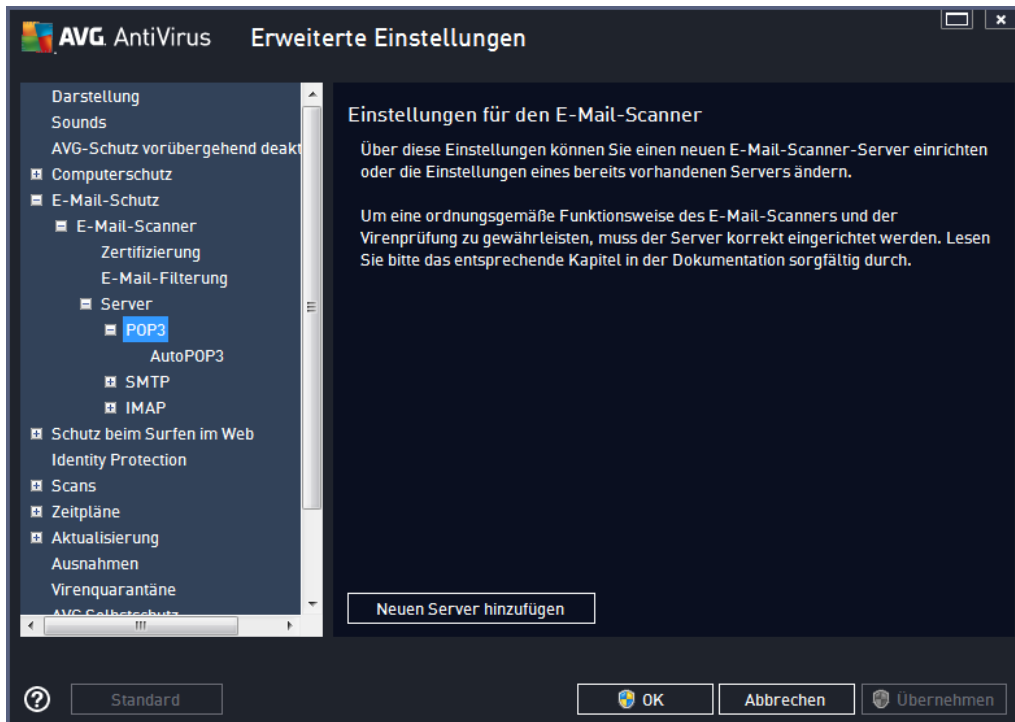 AVG. AntiVirus Erweiterte Einstellungen
Darstellung
Sounds
AVG-Schutz vorübergehend deakt
Computerschutz
E-Mail-Schutz
E-Mail-Scanner
Zertifizierung
E-Mail-Filterung
Server
POP3
AutoPOP3
SMTP
IMAP
Schutz beim Surfen im Web
Identity Protection
Scans
Zeitpläne
Aktualisierung
Ausnahmen
Virenquarantäne
AVG Selbstschutz
Einstellungen für den E-Mail-Scanner
Über diese Einstellungen können Sie einen neuen E-Mail-Scanner-Server einrichten
oder die Einstellungen eines bereits vorhandenen Servers ändern.
Um eine ordnungsgemäße Funktionsweise des E-Mail-Scanners und der
Virenprüfung zu gewährleisten, muss der Server korrekt eingerichtet werden. Lesen
Sie bitte das entsprechende Kapitel in der Dokumentation sorgfältig durch.
Neuen Server hinzufügen
Standard
OK
Abbrechen
Übernehmen